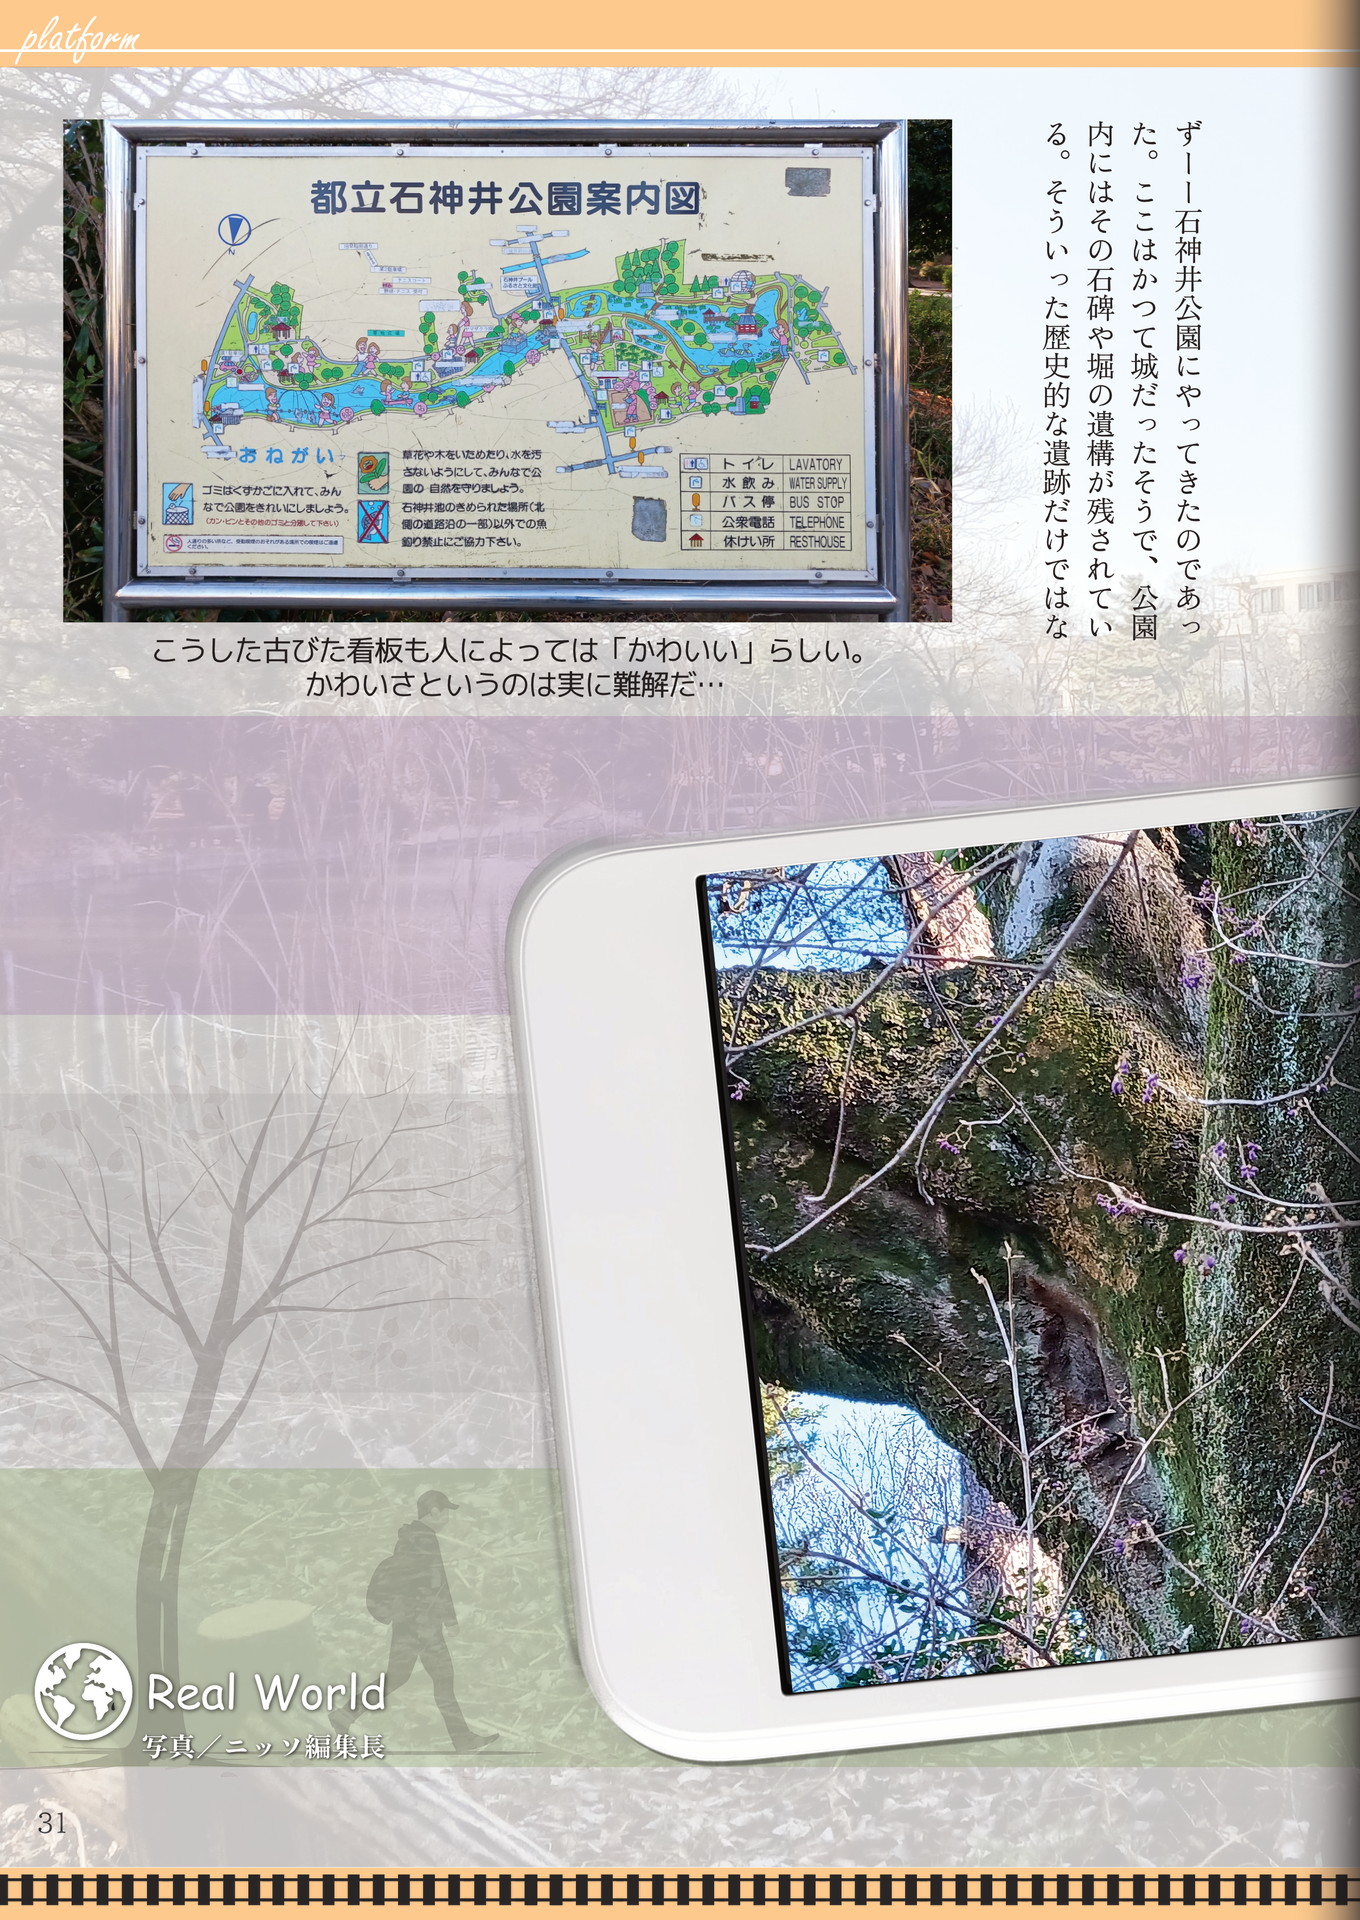 platform
ずーー石神井公園にやってきたのであっ
た。ここはかつて城だったそうで、公園
内にはその石碑や堀の遺構が残されてい
る。そういった歴史的な遺跡だけではな
都立石神井公園案内図
N
石神井プール
ふるさと文化館
おねがい
ゴミはくずかごに入れて、みん
なで公園をきれいにしましょう。
(カン・ビンとその他のゴミと分別して下さい)
草花や木をいためたり、水を汚
さないようにして、みんなで公
園の自然を守りましょう。
石神井池のきめられた場所(北
側の道路沿の一部)以外での魚
釣り禁止にご協力下さい。
トイレ LAVATORY
水飲み WATER SUPPLY
バス停 BUS STOP
公衆電話 TELEPHONE
休けい所 RESTHOUSE
こうした古びた看板も人によっては「かわいい」らしい。
かわいさというのは実に難解だ…
Real World
写真／ニッソ編集長
31